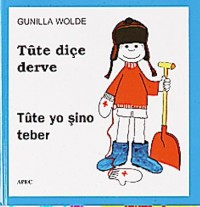 GUNILLA WOLDE
Tûte diçe
derve
Tûte yo şino
teber
APEC